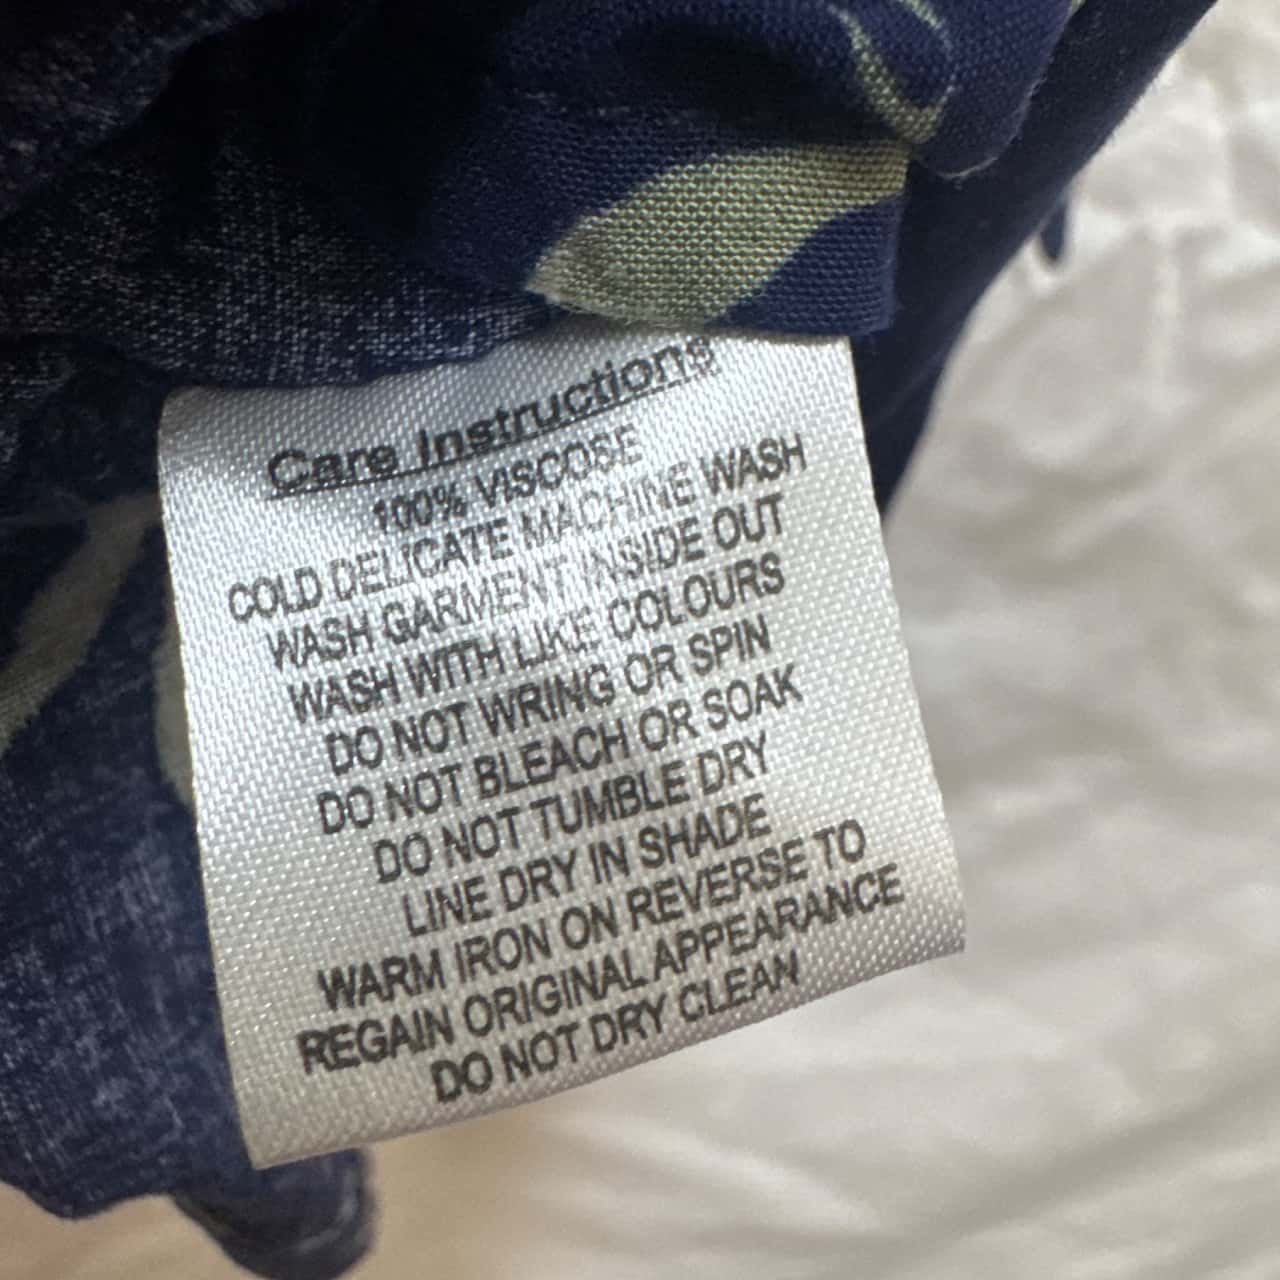 Care Instructions
100% VISCOSE
COLD DELICATE MACHINE WASH
WASH GARMENT INSIDE OUT
WASH WITH LIKE COLOURS
DO NOT WRING OR SPIN
DO NOT BLEACH OR SOAK
DO NOT TUMBLE DRY
LINE DRY IN SHADE
WARM IRON ON REVERSE TO
REGAIN ORIGINAL APPEARANCE
DO NOT DRY CLEAN